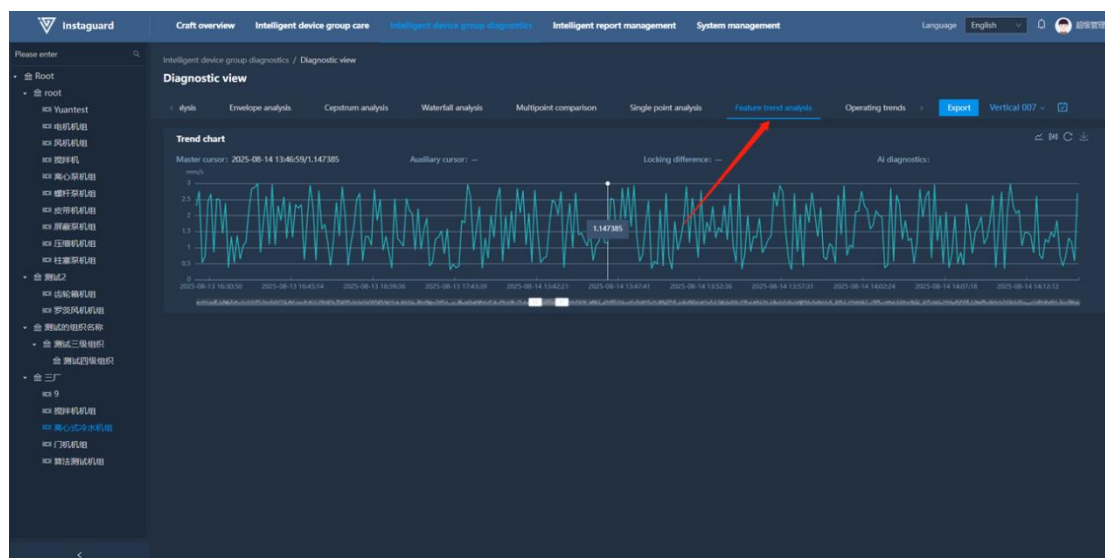 Instaguard
Craft overview
Intelligent device group care
Intelligent device group diagnostics
Intelligent report management
System management
Language
English
超级管理
Please enter
Root
root
Yuantest
电机机组
风机机组
搅拌机
离心泵机组
螺杆泵机组
皮带机机组
屏蔽泵机组
压缩机机组
柱塞泵机组
测试2
齿轮箱机组
罗茨风机机组
测试的组织名称
测试三级组织
测试四级组织
三厂
9
搅拌机机组
离心式冷水机组
门机机组
算法测试机组
Intelligent device group diagnostics / Diagnostic view
Diagnostic view
‹ alysis
Envelope analysis
Cepstrum analysis
Waterfall analysis
Multipoint comparison
Single point analysis
Feature trend analysis
Operating trends ›
Export
Vertical 007
Trend chart
Master cursor: 2025-08-14 13:46:59/1.147385
Auxiliary cursor: --
Locking difference: --
Ai diagnostics:
mm/s
3
2.5
2
1.5
1
0.5
0
1.147385
2025-08-13 16:30:50
2025-08-13 16:45:14
2025-08-13 16:59:36
2025-08-13 17:43:39
2025-08-14 13:42:21
2025-08-14 13:47:41
2025-08-14 13:52:36
2025-08-14 13:57:31
2025-08-14 14:02:24
2025-08-14 14:07:18
2025-08-14 14:12:12